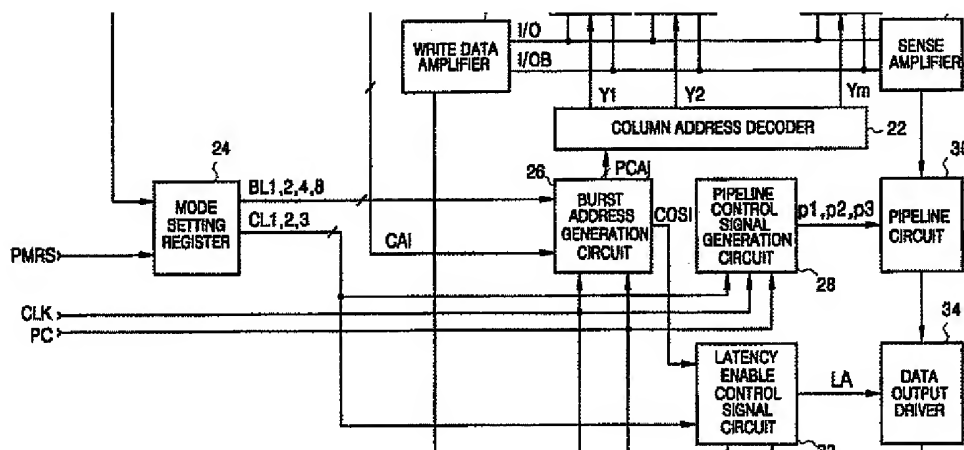 I/O
WRITE DATA
AMPLIFIER
I/OB
SENSE
AMPLIFIER
Y1
Y2
Ym
COLUMN ADDRESS DECODER
22
24
BL1,2,4,8
MODE
SETTING
REGISTER
CL1,2,3
PMRS
CAi
26
PCAj
BURST
ADDRESS
GENERATION
CIRCUIT
COSI
PIPELINE
CONTROL
SIGNAL
GENERATION
CIRCUIT
28
p1,p2,p3
PIPELINE
CIRCUIT
CLK
PC
34
LATENCY
ENABLE
CONTROL
SIGNAL
CIRCUIT
LA
DATA
OUTPUT
DRIVER